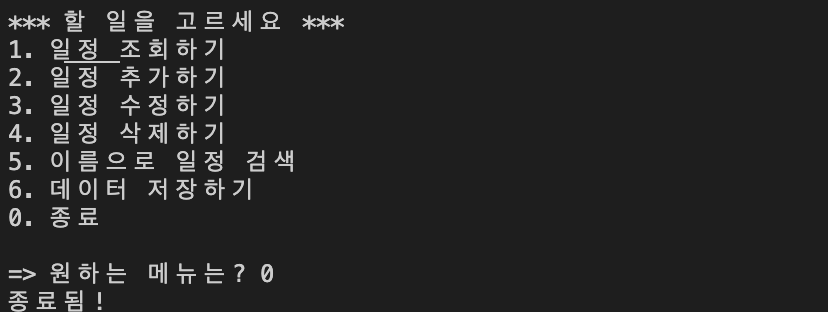 *** 할 일을 고르세요 ***
1. 일정 조회하기
2. 일정 추가하기
3. 일정 수정하기
4. 일정 삭제하기
5. 이름으로 일정 검색
6. 데이터 저장하기
0. 종료
=> 원하는 메뉴는? 0
종료됨!